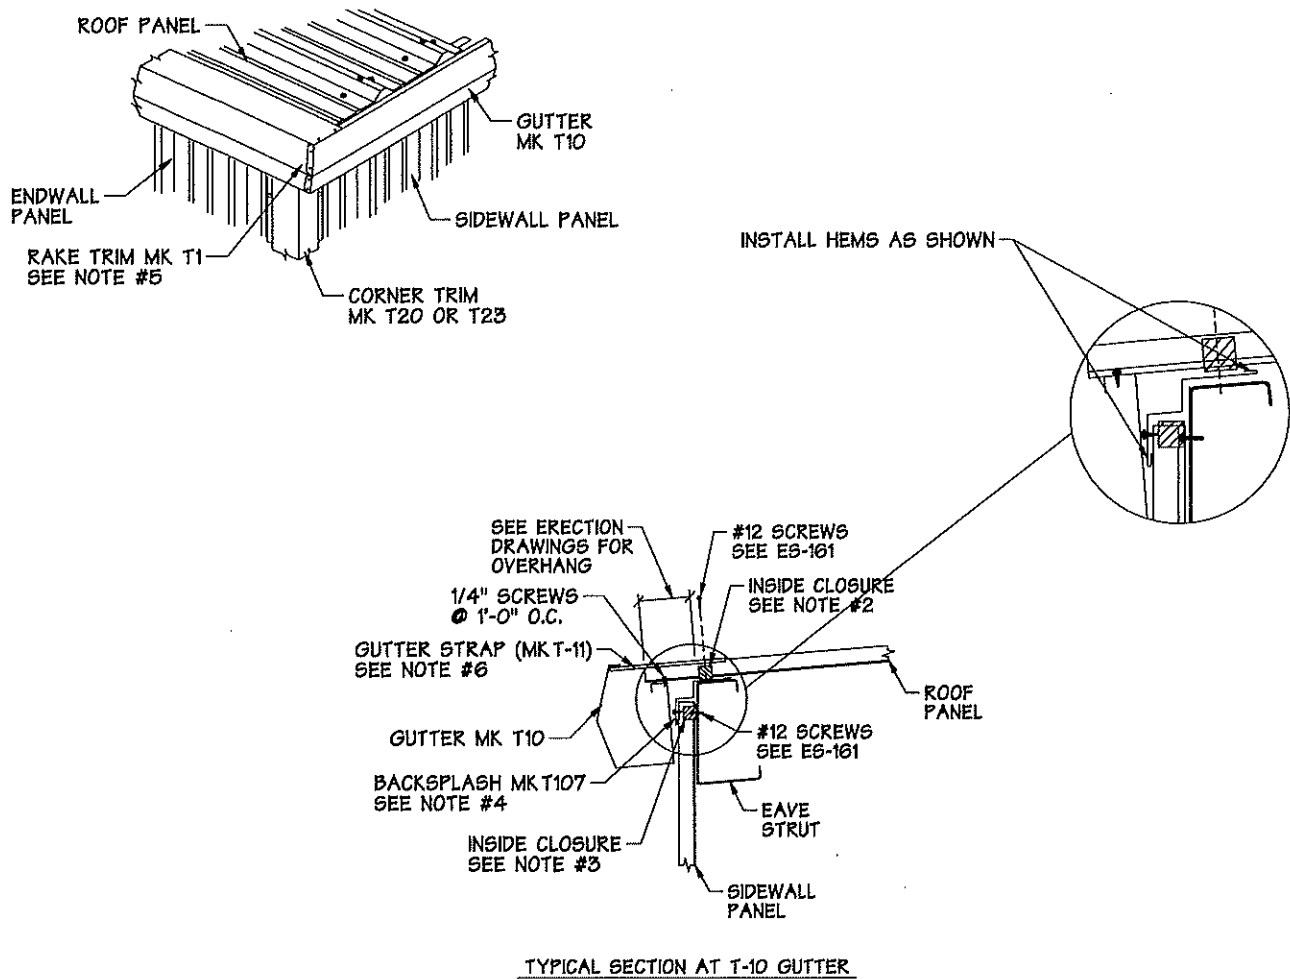 ROOF PANEL
GUTTER
MK T10
ENDWALL
PANEL
SIDEWALL PANEL
RAKE TRIM MK T1
SEE NOTE #5
CORNER TRIM
MK T20 OR T23
INSTALL HEMS AS SHOWN
SEE ERECTION
DRAWINGS FOR
OVERHANG
#12 SCREWS
SEE ES-161
1/4" SCREWS
@ 1'-0" O.C.
INSIDE CLOSURE
SEE NOTE #2
GUTTER STRAP (MK T-11)
SEE NOTE #6
ROOF
PANEL
GUTTER MK T10
#12 SCREWS
SEE ES-161
BACKSPLASH MK T107
SEE NOTE #4
EAVE
STRUT
INSIDE CLOSURE
SEE NOTE #3
SIDEWALL
PANEL
TYPICAL SECTION AT T-10 GUTTER